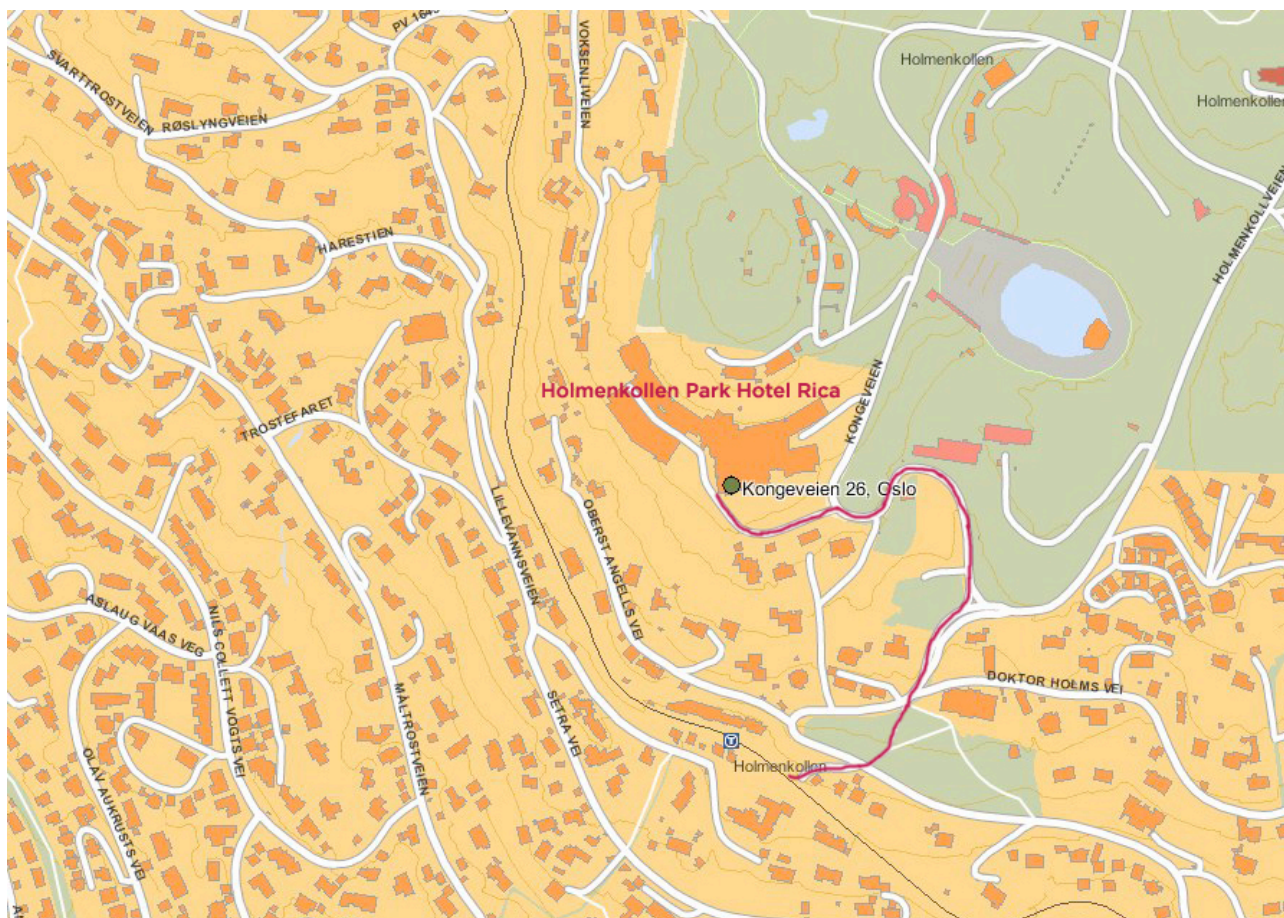 PV 1645
VOKSENLIVEIEN
SVARTTROSTVEIEN
RØSLYNGVEIEN
Holmenkollen
Holmenkollen
HOLMENKOLLVEIEN
HARESTIEN
Holmenkollen Park Hotel Rica
TROSTEFARET
KONGEVEIEN
Kongeveien 26, Oslo
LILLEVANNSVEIEN
OBERST ANGELLS VEI
ASLAUG VAAS VEG
NILS COLLETT VOGTS VEI
MÅLTROSTVEIEN
SETRA VEI
DOKTOR HOLMS VEI
T
Holmenkollen
OLAV AUKRUSTS VEI